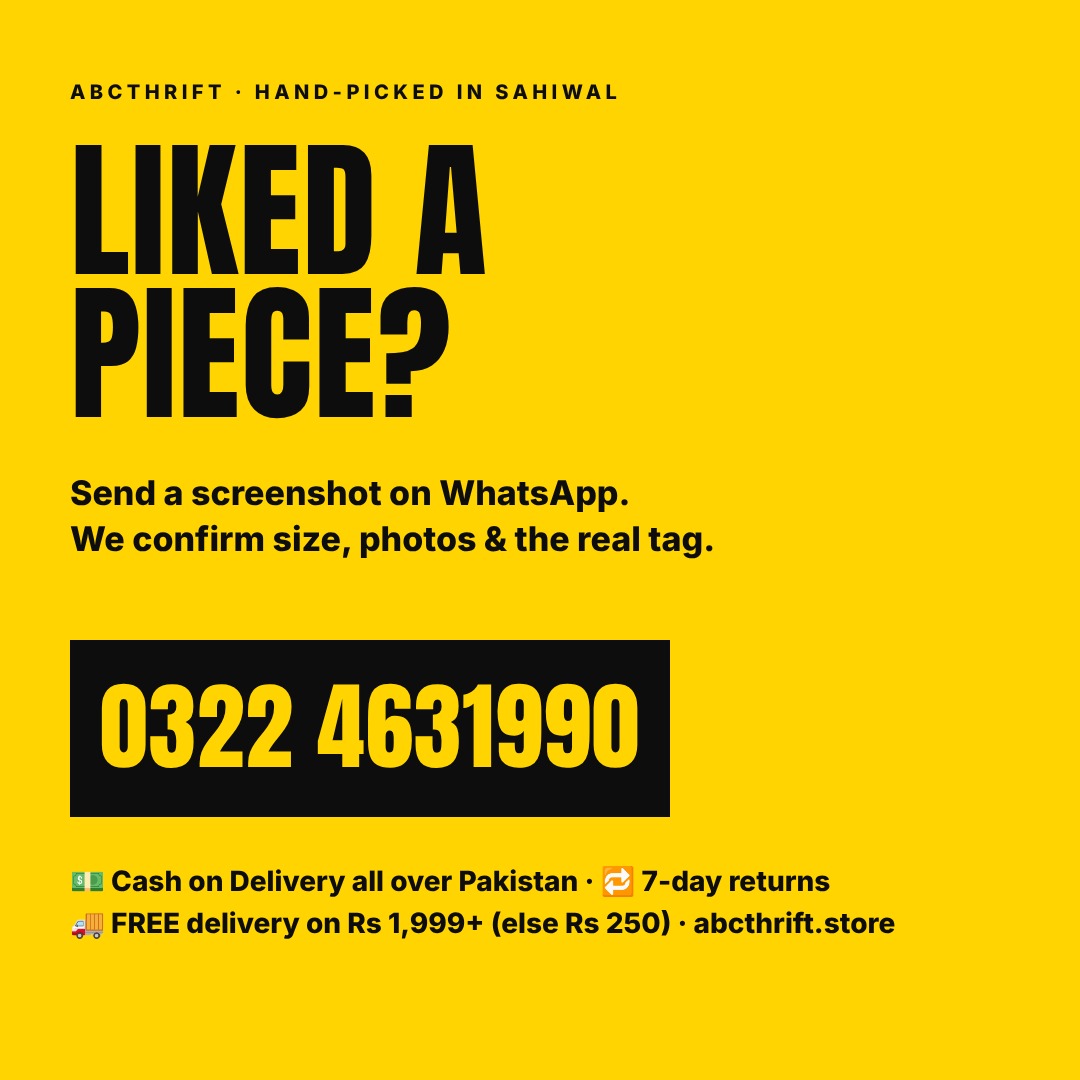 ABCTHRIFT · HAND-PICKED IN SAHIWAL
LIKED A
PIECE?
Send a screenshot on WhatsApp.
We confirm size, photos & the real tag.
0322 4631990
💵 Cash on Delivery all over Pakistan · 🔁 7-day returns
🚚 FREE delivery on Rs 1,999+ (else Rs 250) · abcthrift.store